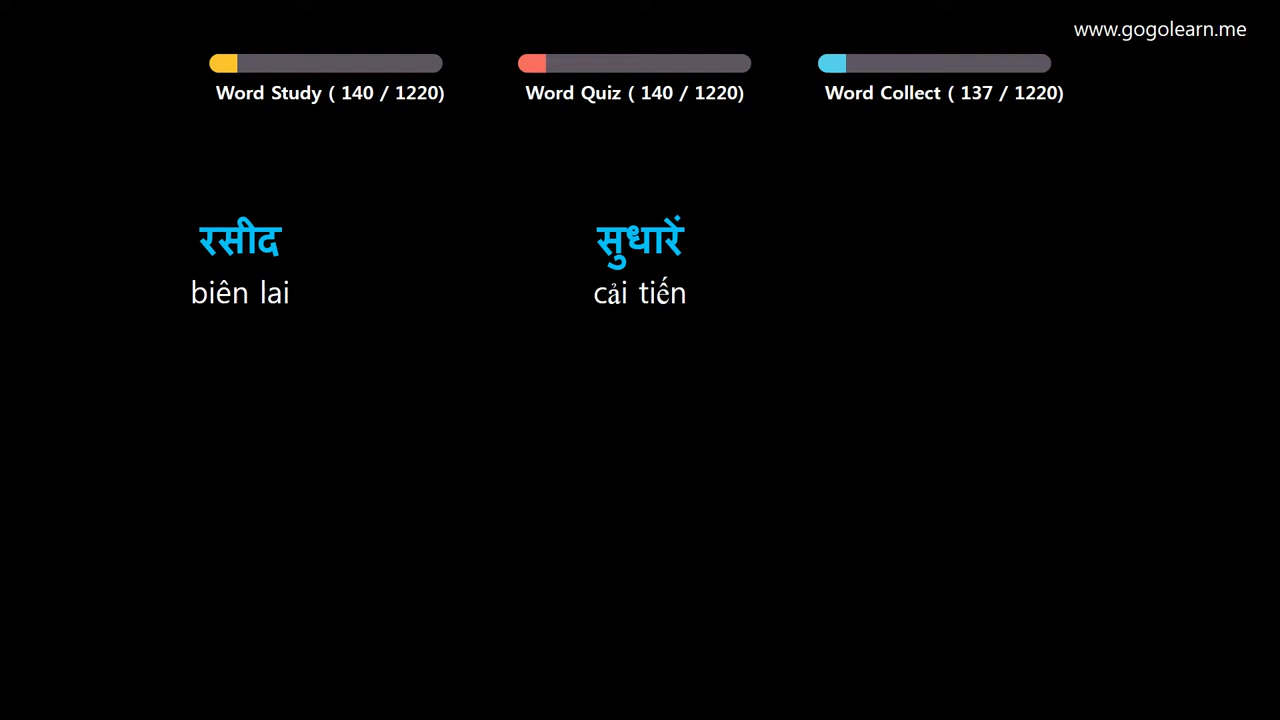 www.gogolearn.me
Word Study ( 140 / 1220)
Word Quiz ( 140 / 1220)
Word Collect ( 137 / 1220)
रसीद
सुधारें
biên lai
cải tiến